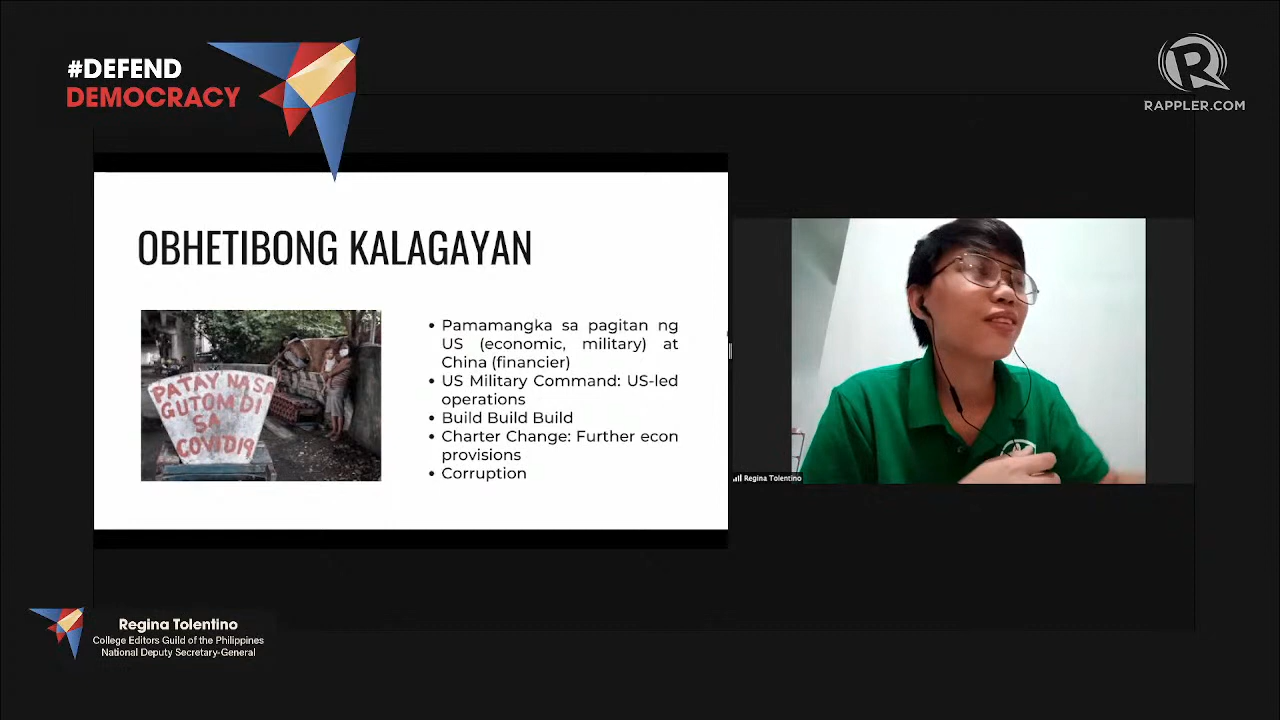 #DEFEND
DEMOCRACY
RAPPLER.COM
OBHETIBONG KALAGAYAN
PATAY NA SA
GUTOM DI
SA
COVID19
• Pamamangka sa pagitan ng
US (economic, military) at
China (financier)
• US Military Command: US-led
operations
• Build Build Build
• Charter Change: Further econ
provisions
• Corruption
Regina Tolentino
Regina Tolentino
College Editors Guild of the Philippines
National Deputy Secretary-General